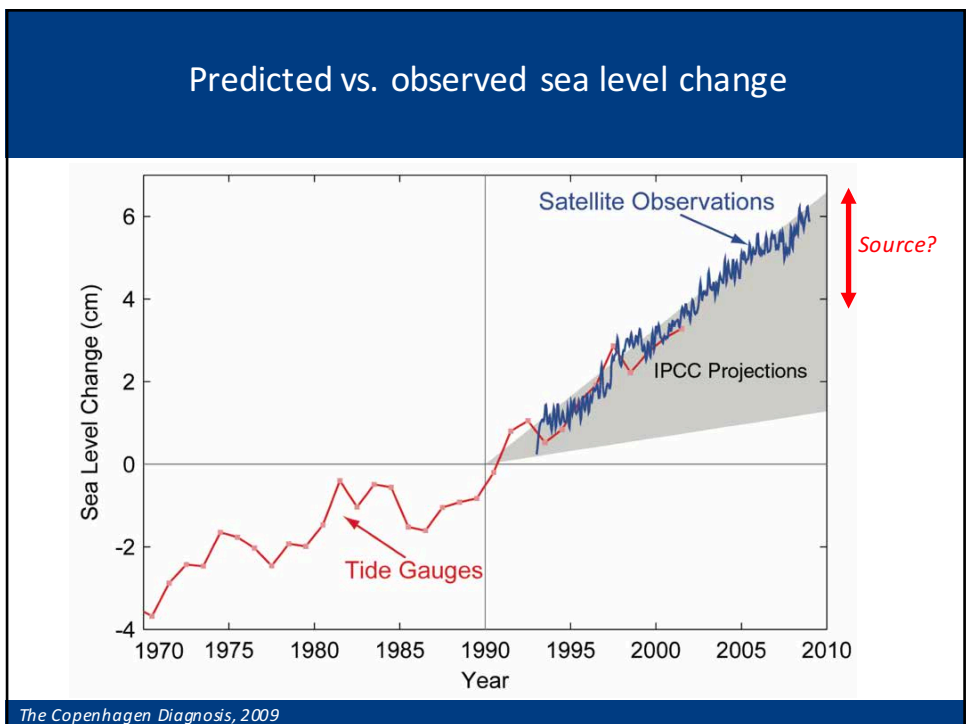 Predicted vs. observed sea level change
Satellite Observations
Source?
IPCC Projections
Tide Gauges
Sea Level Change (cm)
6
4
2
0
-2
-4
1970 1975 1980 1985 1990 1995 2000 2005 2010
Year
The Copenhagen Diagnosis, 2009